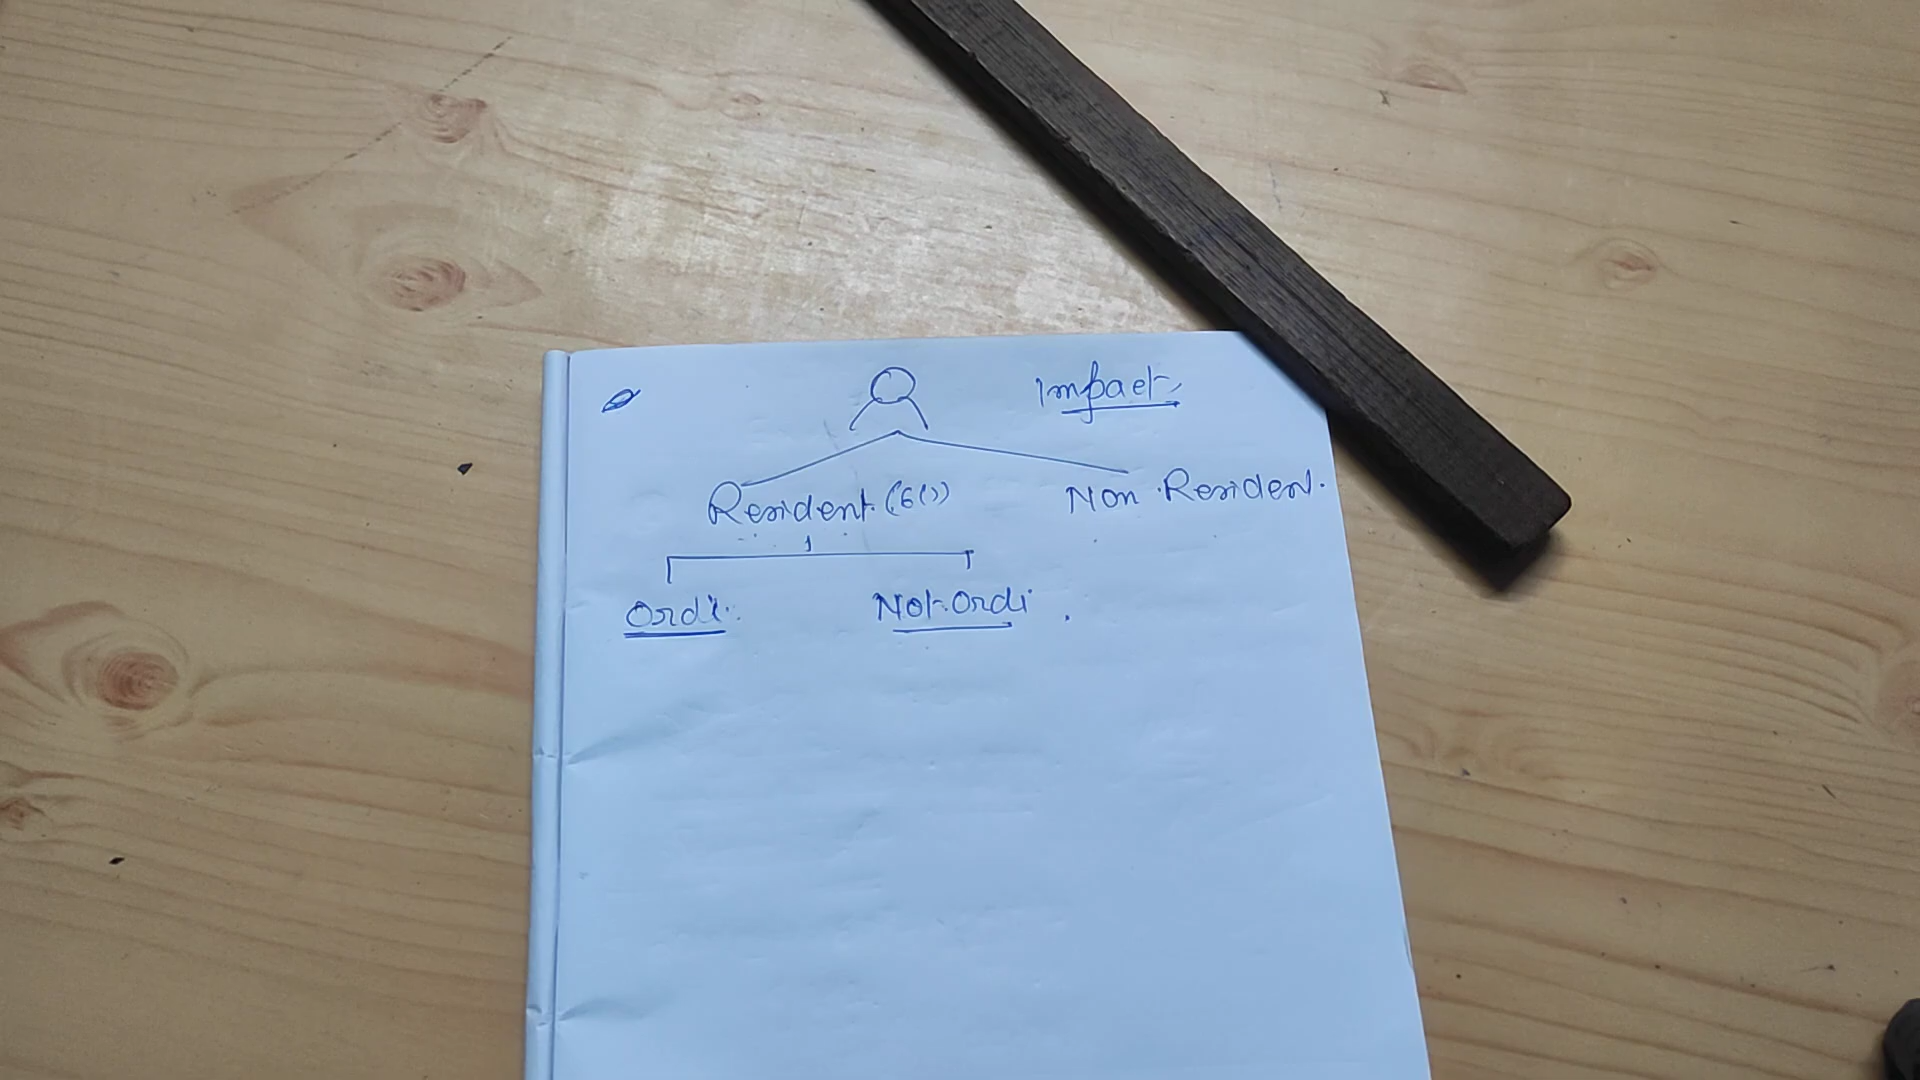 Impact
Resident (6(1)) Non Resident.
Ordi. Not Ordi